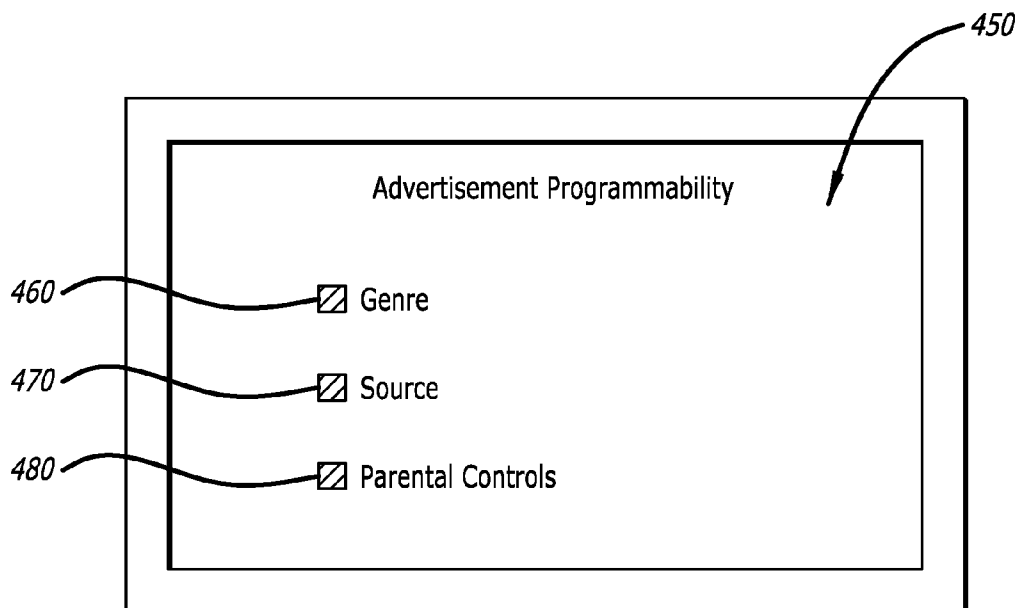 450
Advertisement Programmability
460 Genre
470 Source
480 Parental Controls